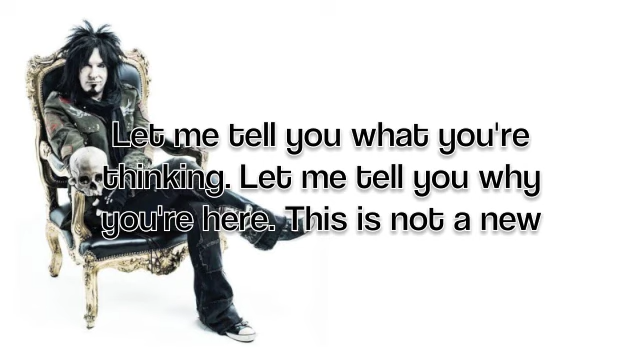 Let me tell you what you're
thinking. Let me tell you why
you're here. This is not a new